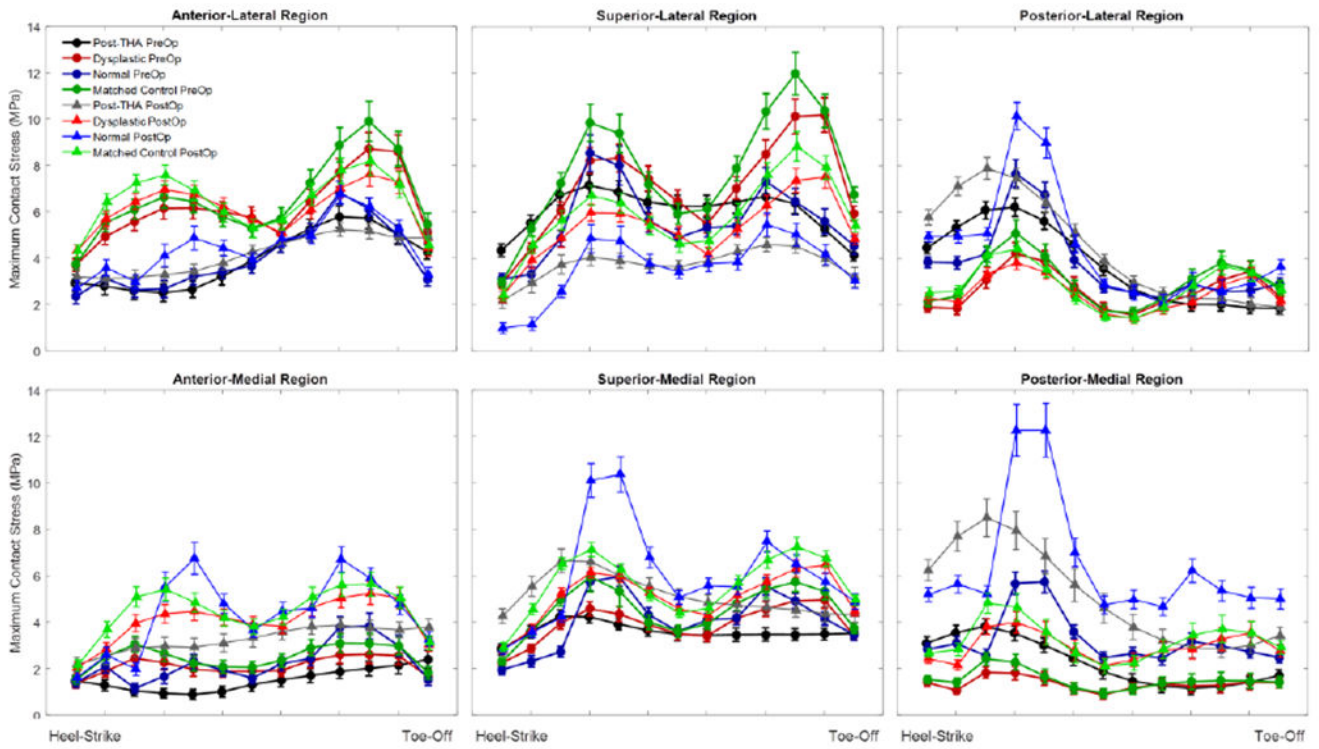 Anterior-Lateral Region
Superior-Lateral Region
Posterior-Lateral Region
14
12
10
8
6
4
2
0
Maximum Contact Stress (MPa)
Post-THA PreOp
Dysplastic PreOp
Normal PreOp
Matched Control PreOp
Post-THA PostOp
Dysplastic PostOp
Normal PostOp
Matched Control PostOp
Anterior-Medial Region
Superior-Medial Region
Posterior-Medial Region
14
12
10
8
6
4
2
0
Maximum Contact Stress (MPa)
Heel-Strike
Toe-Off
Heel-Strike
Toe-Off
Heel-Strike
Toe-Off